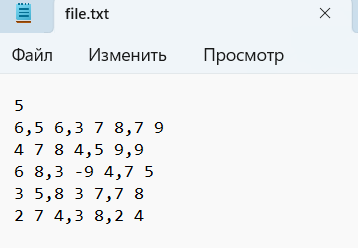 file.txt
Файл Изменить Просмотр
5
6,5 6,3 7 8,7 9
4 7 8 4,5 9,9
6 8,3 -9 4,7 5
3 5,8 3 7,7 8
2 7 4,3 8,2 4